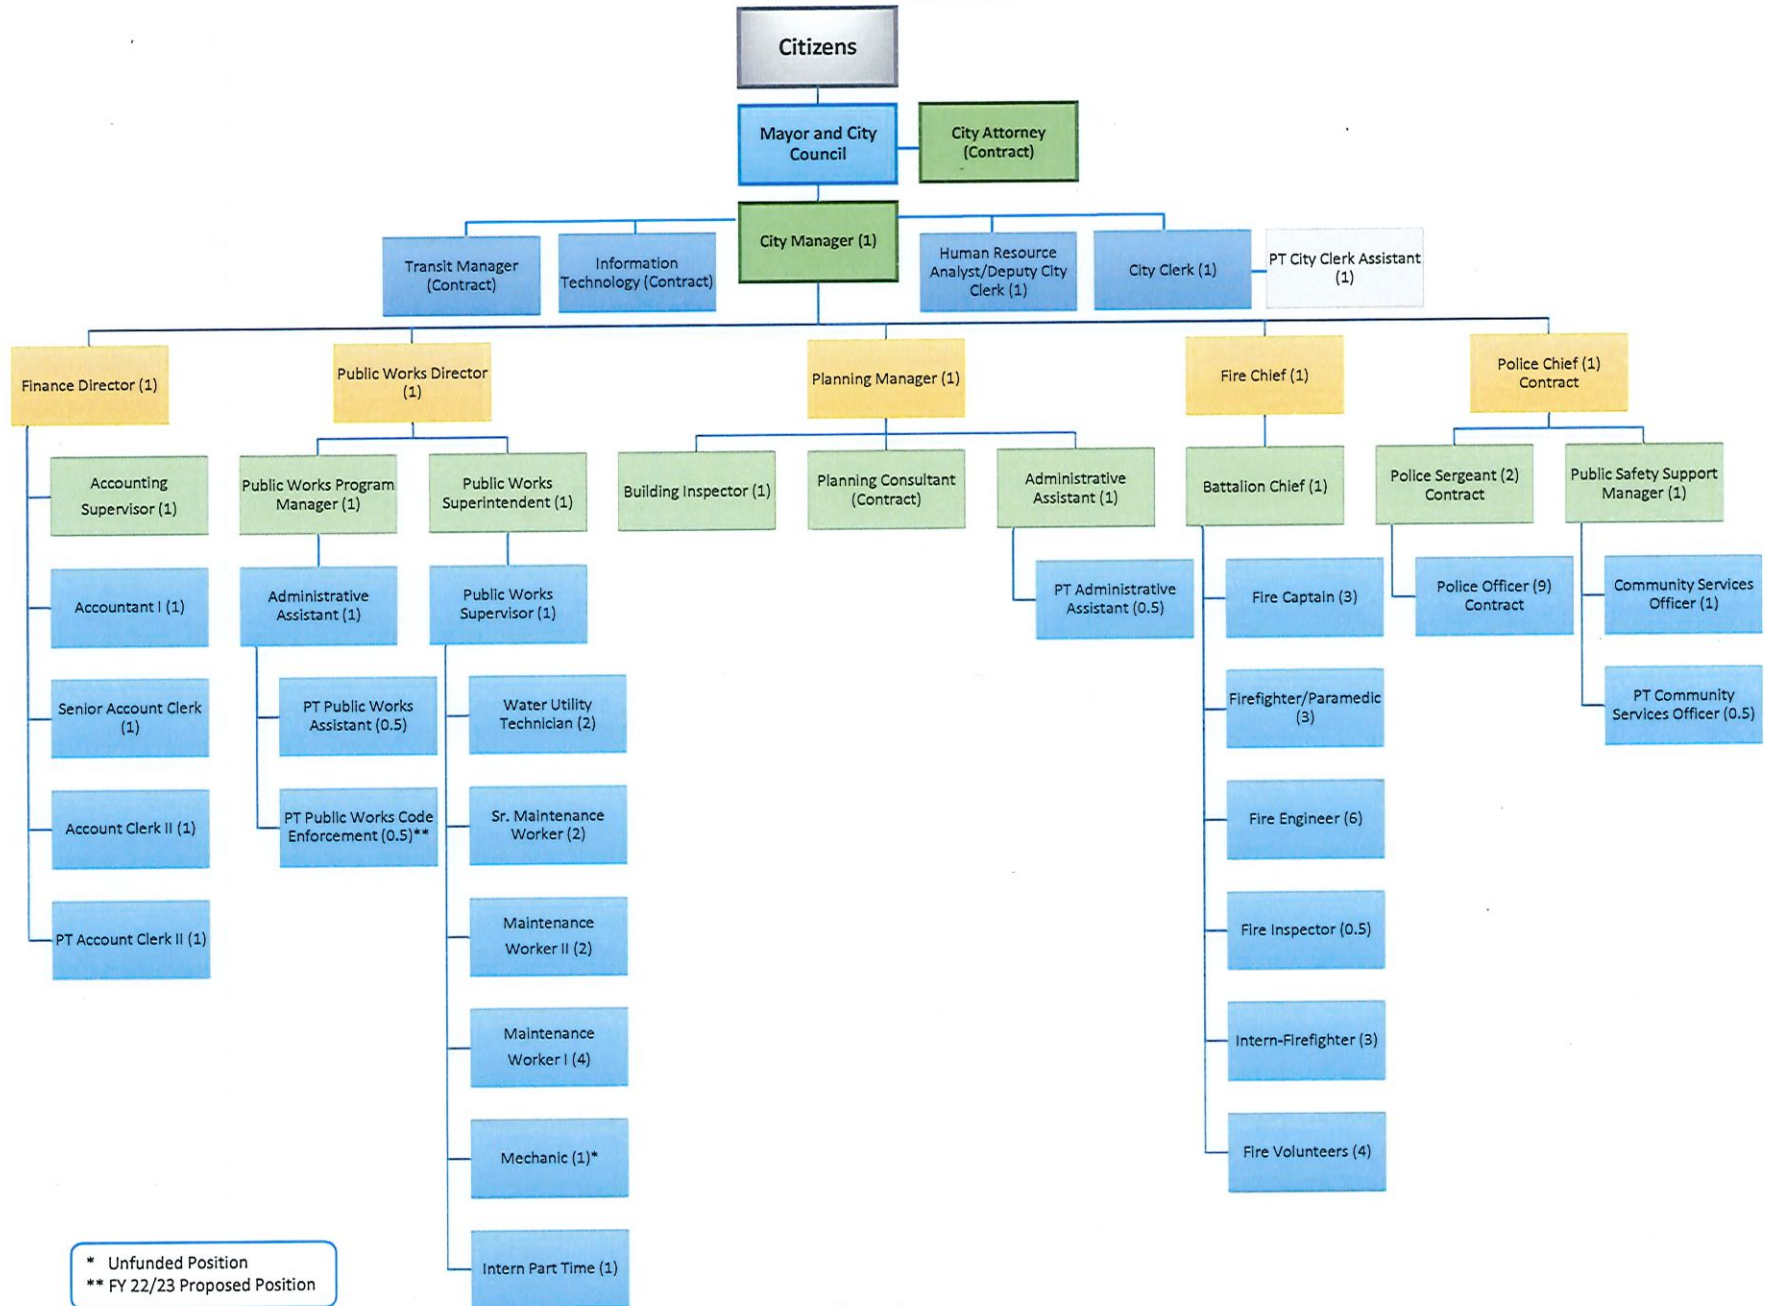 Citizens
Mayor and City
Council
City Attorney
(Contract)
City Manager (1)
Transit Manager
(Contract)
Information
Technology (Contract)
Human Resource
Analyst/Deputy City
Clerk (1)
City Clerk (1)
PT City Clerk Assistant
(1)
Finance Director (1)
Public Works Director
(1)
Planning Manager (1)
Fire Chief (1)
Police Chief (1)
Contract
Accounting
Supervisor (1)
Public Works Program
Manager (1)
Public Works
Superintendent (1)
Building Inspector (1)
Planning Consultant
(Contract)
Administrative
Assistant (1)
Battalion Chief (1)
Police Sergeant (2)
Contract
Public Safety Support
Manager (1)
Accountant I (1)
Administrative
Assistant (1)
Public Works
Supervisor (1)
PT Administrative
Assistant (0.5)
Fire Captain (3)
Police Officer (9)
Contract
Community Services
Officer (1)
Senior Account Clerk
(1)
PT Public Works
Assistant (0.5)
Water Utility
Technician (2)
Firefighter/Paramedic
(3)
PT Community
Services Officer (0.5)
Account Clerk II (1)
PT Public Works Code
Enforcement (0.5)**
Sr. Maintenance
Worker (2)
Fire Engineer (6)
PT Account Clerk II (1)
Maintenance
Worker II (2)
Fire Inspector (0.5)
Maintenance
Worker I (4)
Intern-Firefighter (3)
Mechanic (1)*
Fire Volunteers (4)
Intern Part Time (1)
* Unfunded Position
** FY 22/23 Proposed Position